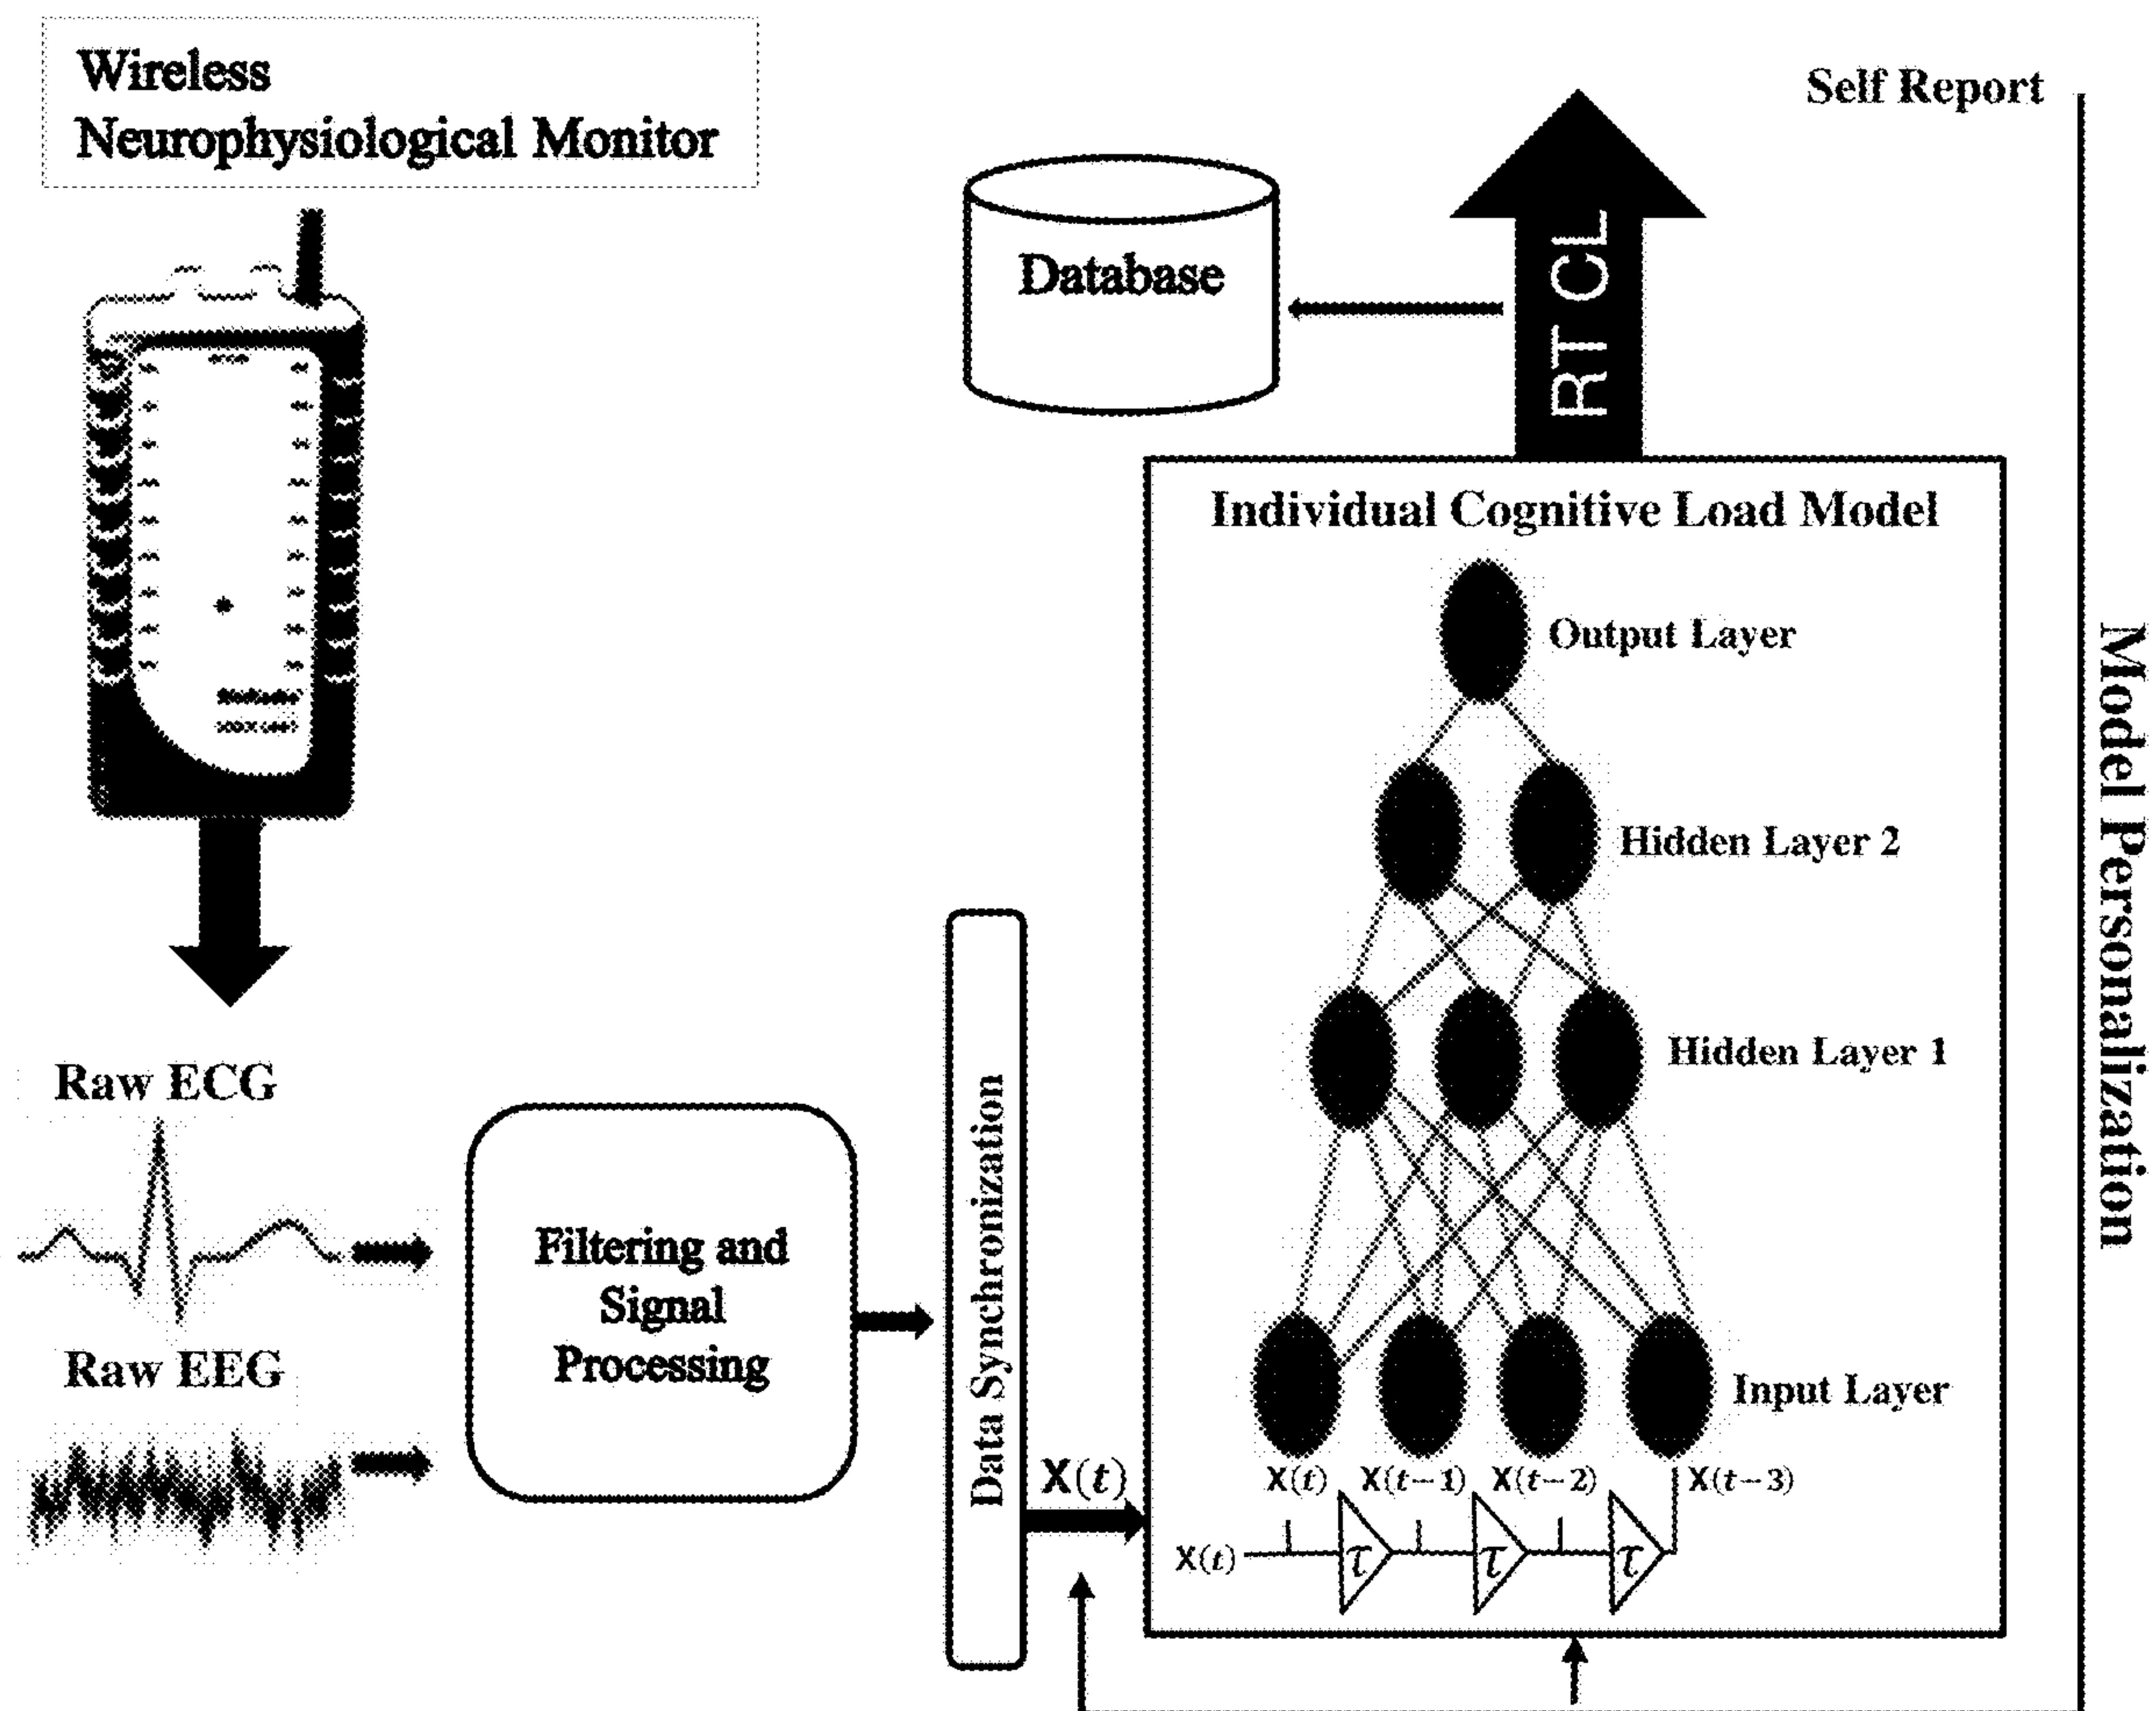 Wireless
Neurophysiological Monitor
Self Report
Database
RT CL
Individual Cognitive Load Model
Output Layer
Hidden Layer 2
Hidden Layer 1
Input Layer
X(t)
X(t−1)
X(t−2)
X(t−3)
X(t)
τ
τ
τ
Model Personalization
Raw ECG
Raw EEG
Filtering and
Signal
Processing
Data Synchronization
X(t)